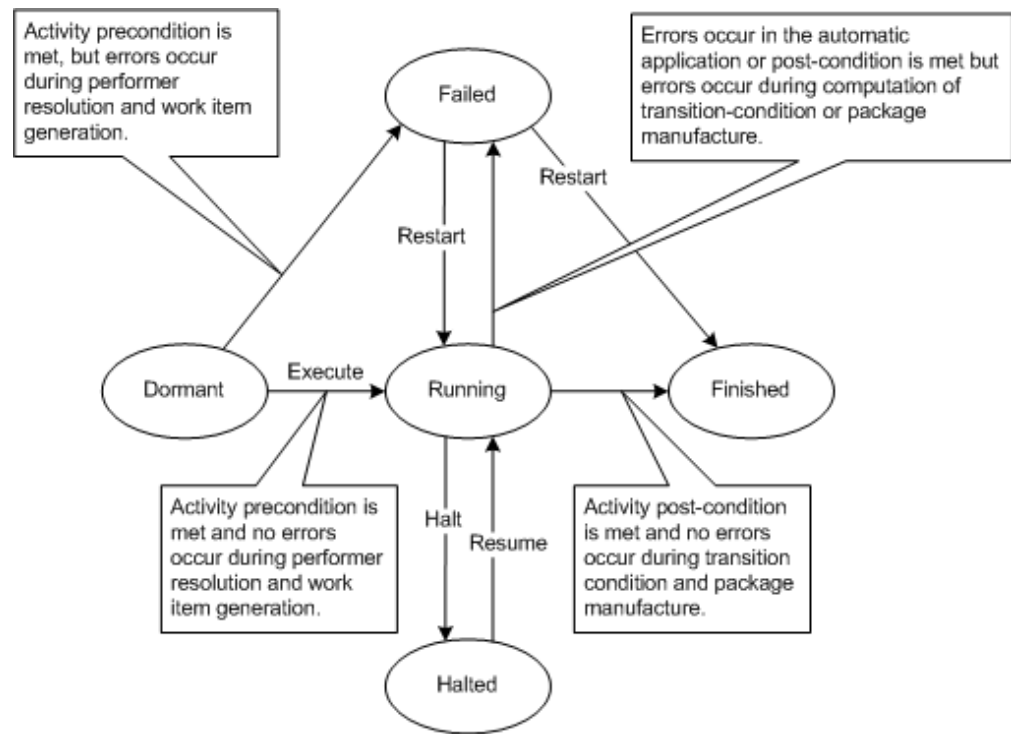 Activity precondition is
met, but errors occur
during performer
resolution and work item
generation.
Errors occur in the automatic
application or post-condition is met but
errors occur during computation of
transition-condition or package
manufacture.
Failed
Restart
Restart
Dormant
Execute
Running
Finished
Activity precondition is
met and no errors
occur during performer
resolution and work
item generation.
Halt
Resume
Activity post-condition
is met and no errors
occur during transition
condition and package
manufacture.
Halted